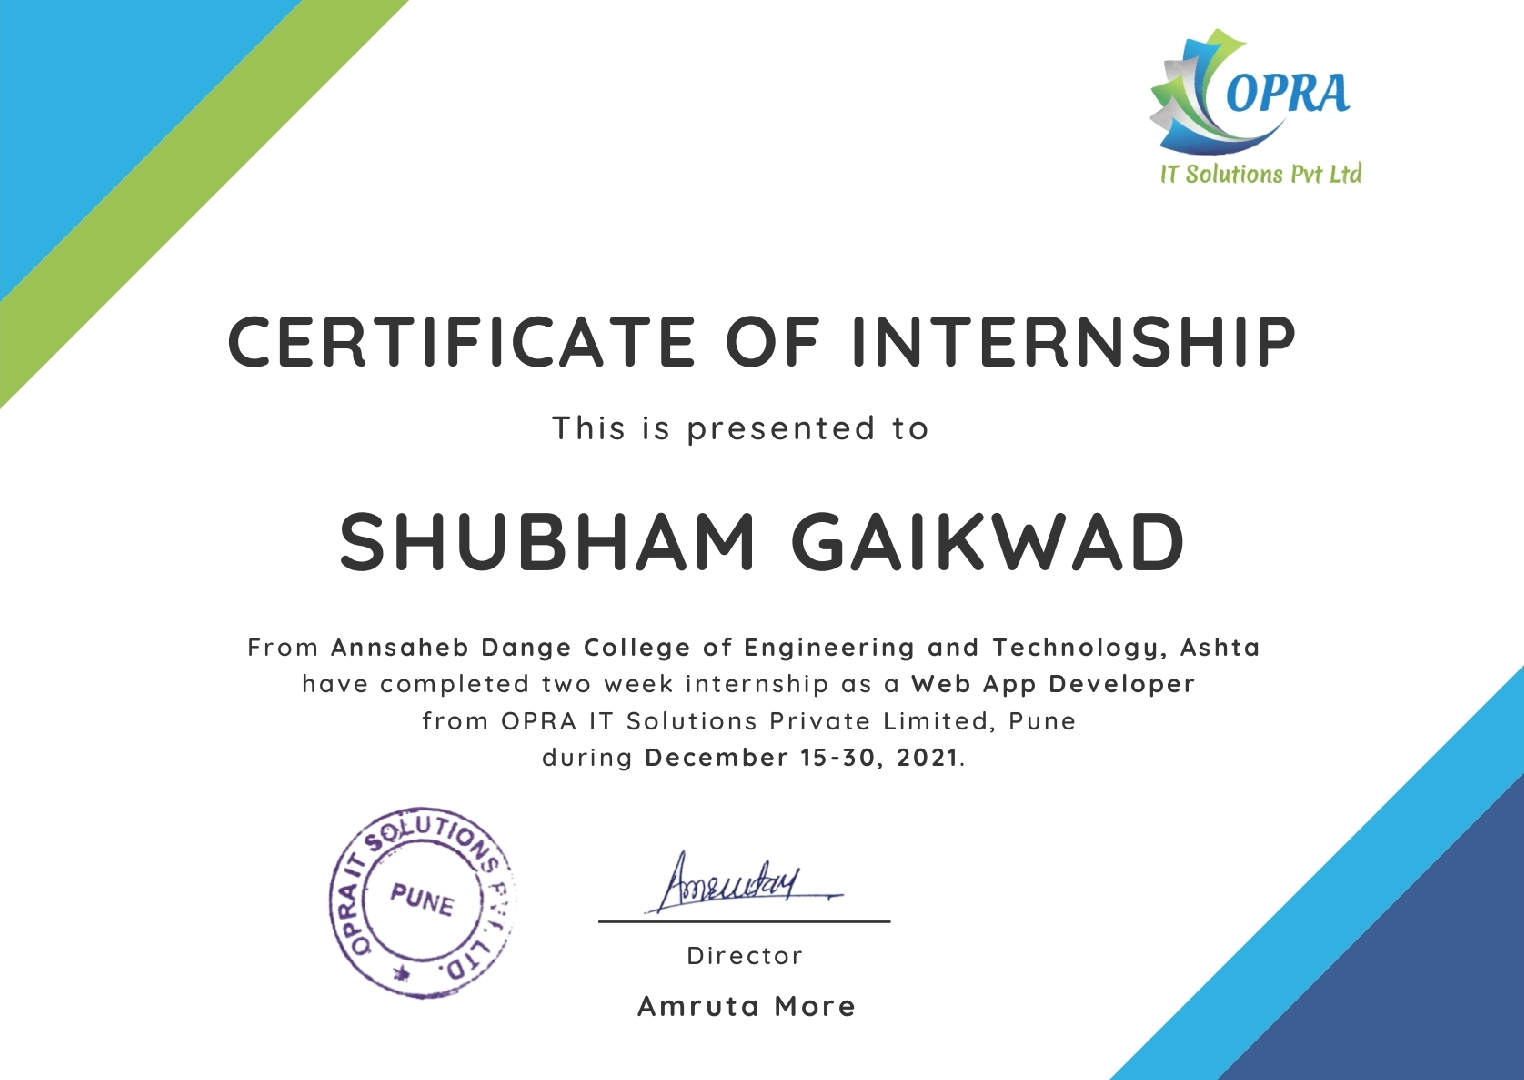 OPRA
IT Solutions Pvt Ltd
CERTIFICATE OF INTERNSHIP
This is presented to
SHUBHAM GAIKWAD
From Annsaheb Dange College of Engineering and Technology, Ashta
have completed two week internship as a Web App Developer
from OPRA IT Solutions Private Limited, Pune
during December 15-30, 2021.
OPRA IT SOLUTIONS PVT. LTD.
PUNE
Director
Amruta More